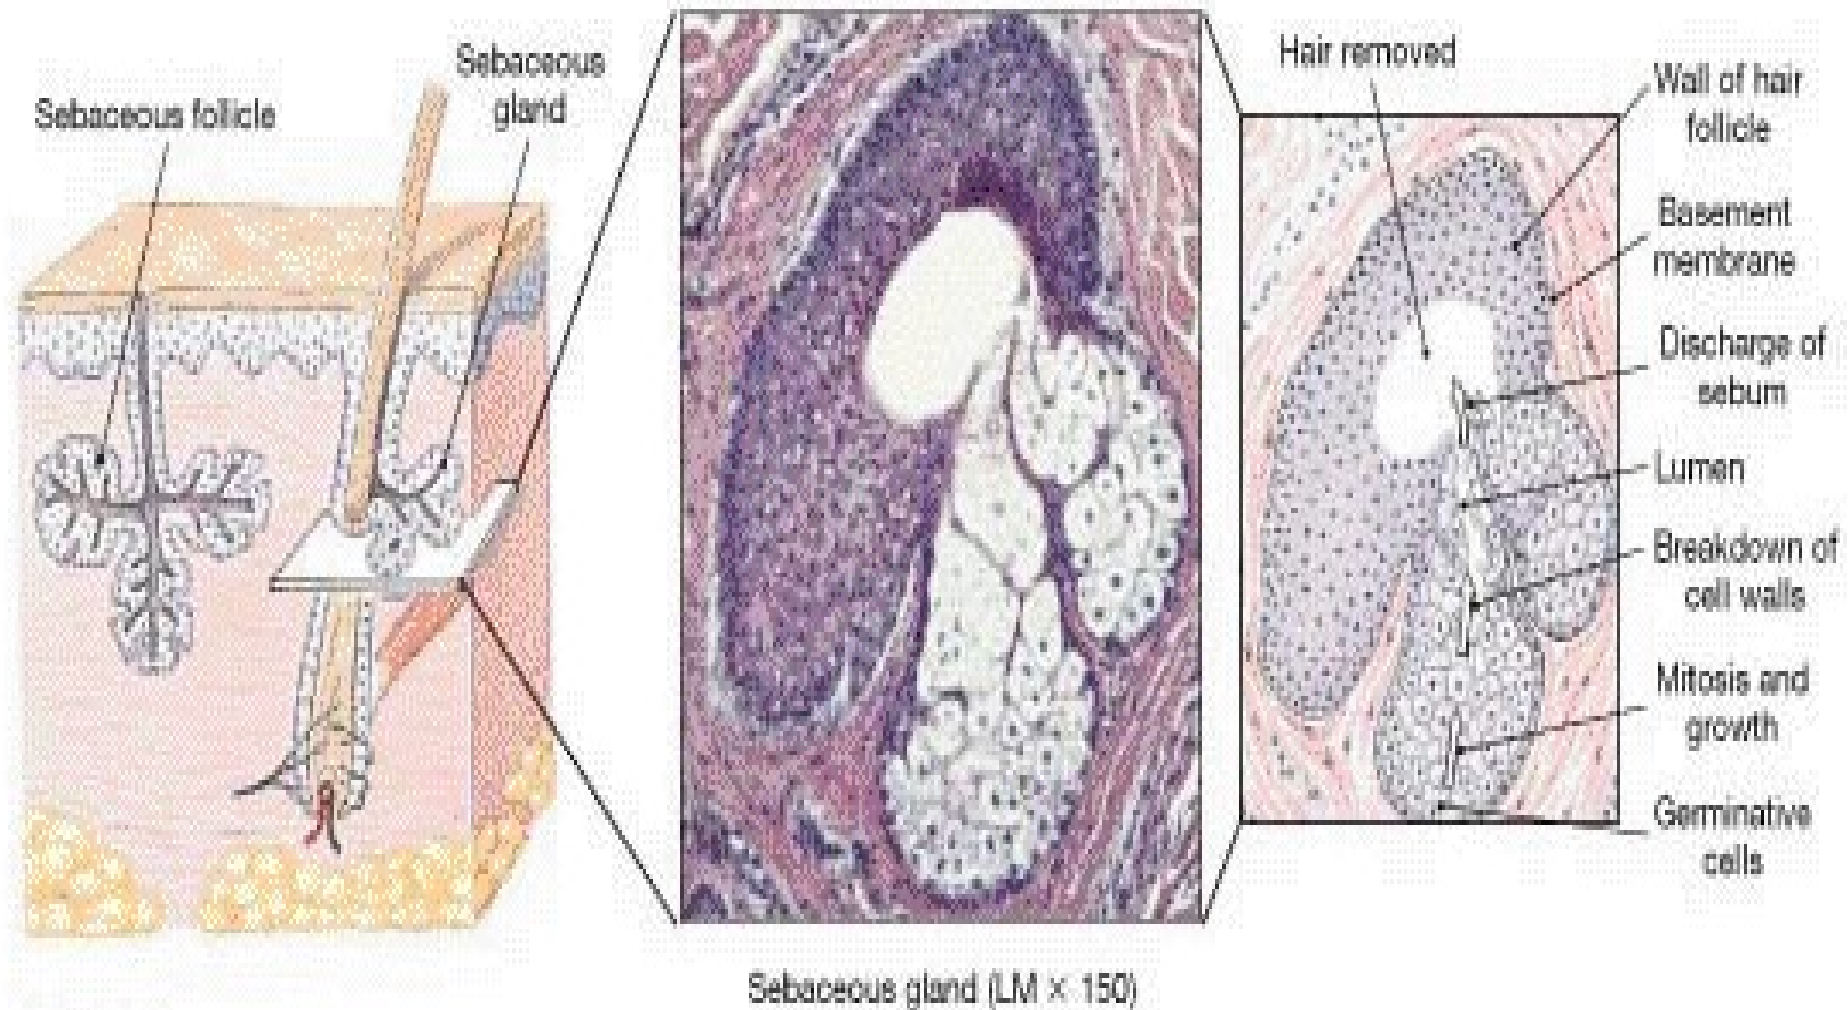 Sebaceous follicle
Sebaceous
gland
Hair removed
Wall of hair
follicle
Basement
membrane
Discharge of
sebum
Lumen
Breakdown of
cell walls
Mitosis and
growth
Germinative
cells
Sebaceous gland (LM × 150)